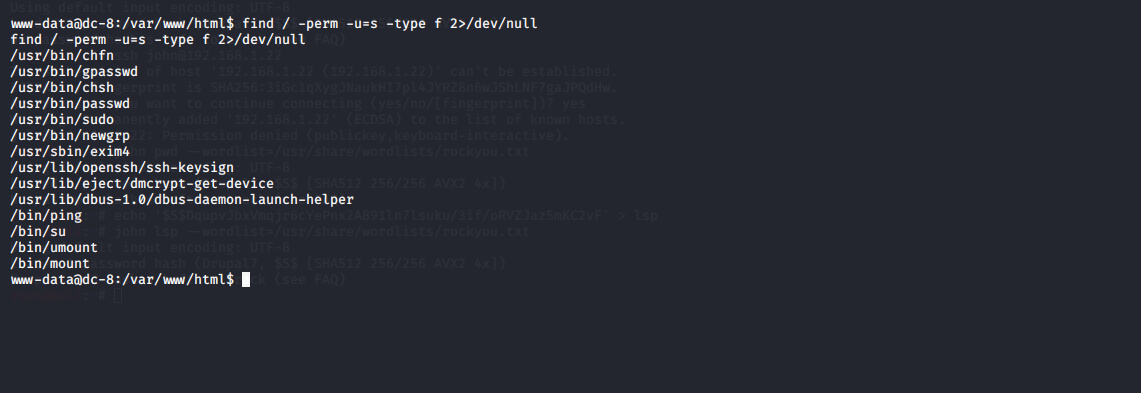 www-data@dc-8:/var/www/html$ find / -perm -u=s -type f 2>/dev/null
find / -perm -u=s -type f 2>/dev/null
/usr/bin/chfn
/usr/bin/gpasswd
/usr/bin/chsh
/usr/bin/passwd
/usr/bin/sudo
/usr/bin/newgrp
/usr/sbin/exim4
/usr/lib/openssh/ssh-keysign
/usr/lib/eject/dmcrypt-get-device
/usr/lib/dbus-1.0/dbus-daemon-launch-helper
/bin/ping
/bin/su
/bin/umount
/bin/mount
www-data@dc-8:/var/www/html$